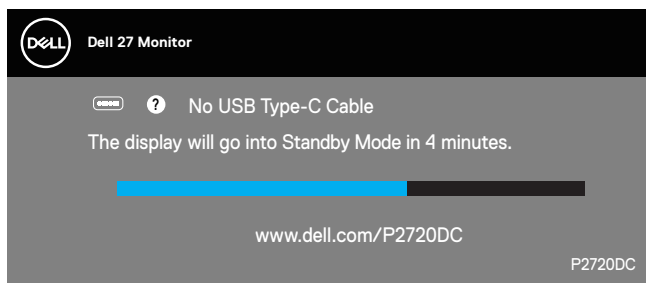 DELL
Dell 27 Monitor
? No USB Type-C Cable
The display will go into Standby Mode in 4 minutes.
www.dell.com/P2720DC
P2720DC